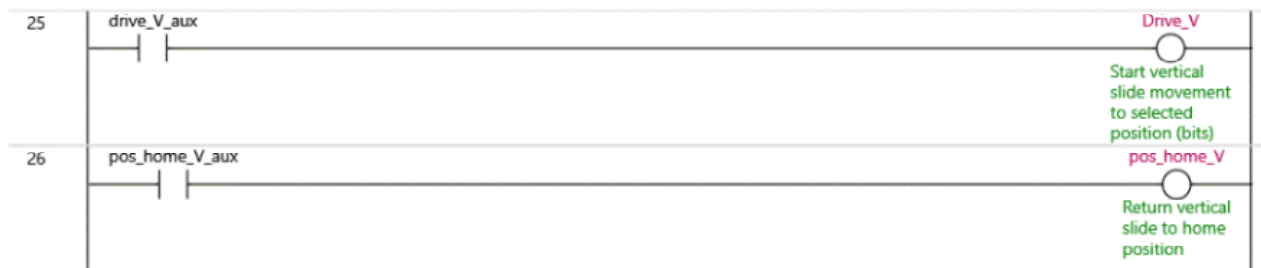 25
drive_V_aux
Drive_V
Start vertical
slide movement
to selected
position (bits)
26
pos_home_V_aux
pos_home_V
Return vertical
slide to home
position